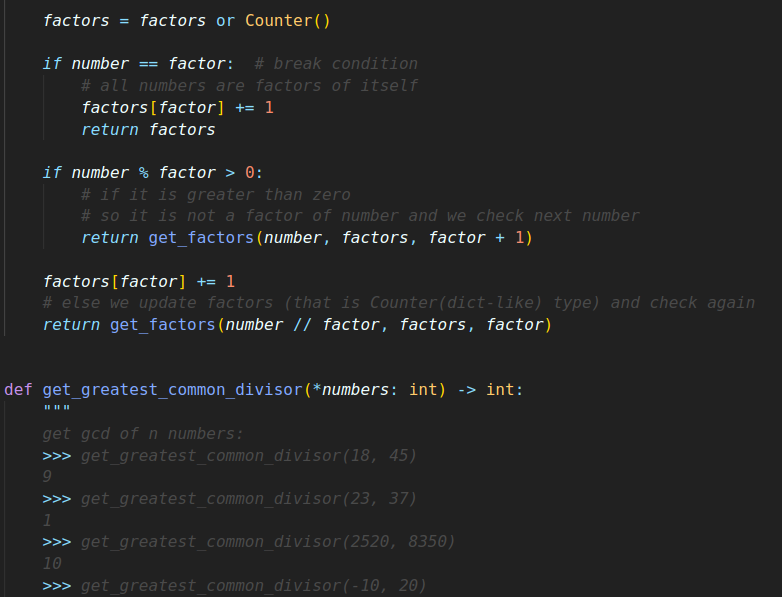 factors = factors or Counter()
if number == factor:  # break condition
# all numbers are factors of itself
factors[factor] += 1
return factors
if number % factor > 0:
# if it is greater than zero
# so it is not a factor of number and we check next number
return get_factors(number, factors, factor + 1)
factors[factor] += 1
# else we update factors (that is Counter(dict-like) type) and check again
return get_factors(number // factor, factors, factor)
def get_greatest_common_divisor(*numbers: int) -> int:
"""
get gcd of n numbers:
>>> get_greatest_common_divisor(18, 45)
9
>>> get_greatest_common_divisor(23, 37)
1
>>> get_greatest_common_divisor(2520, 8350)
10
>>> get_greatest_common_divisor(-10, 20)